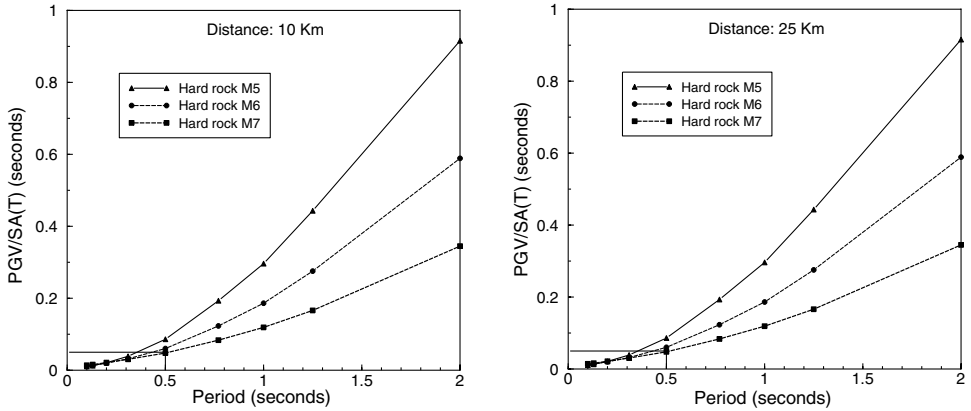 Distance: 10 Km
Hard rock M5
Hard rock M6
Hard rock M7
PGV/SA(T) (seconds)
1
0.8
0.6
0.4
0.2
0
0 0.5 1 1.5 2
Period (seconds)
Distance: 25 Km
Hard rock M5
Hard rock M6
Hard rock M7
PGV/SA(T) (seconds)
1
0.8
0.6
0.4
0.2
0
0 0.5 1 1.5 2
Period (seconds)